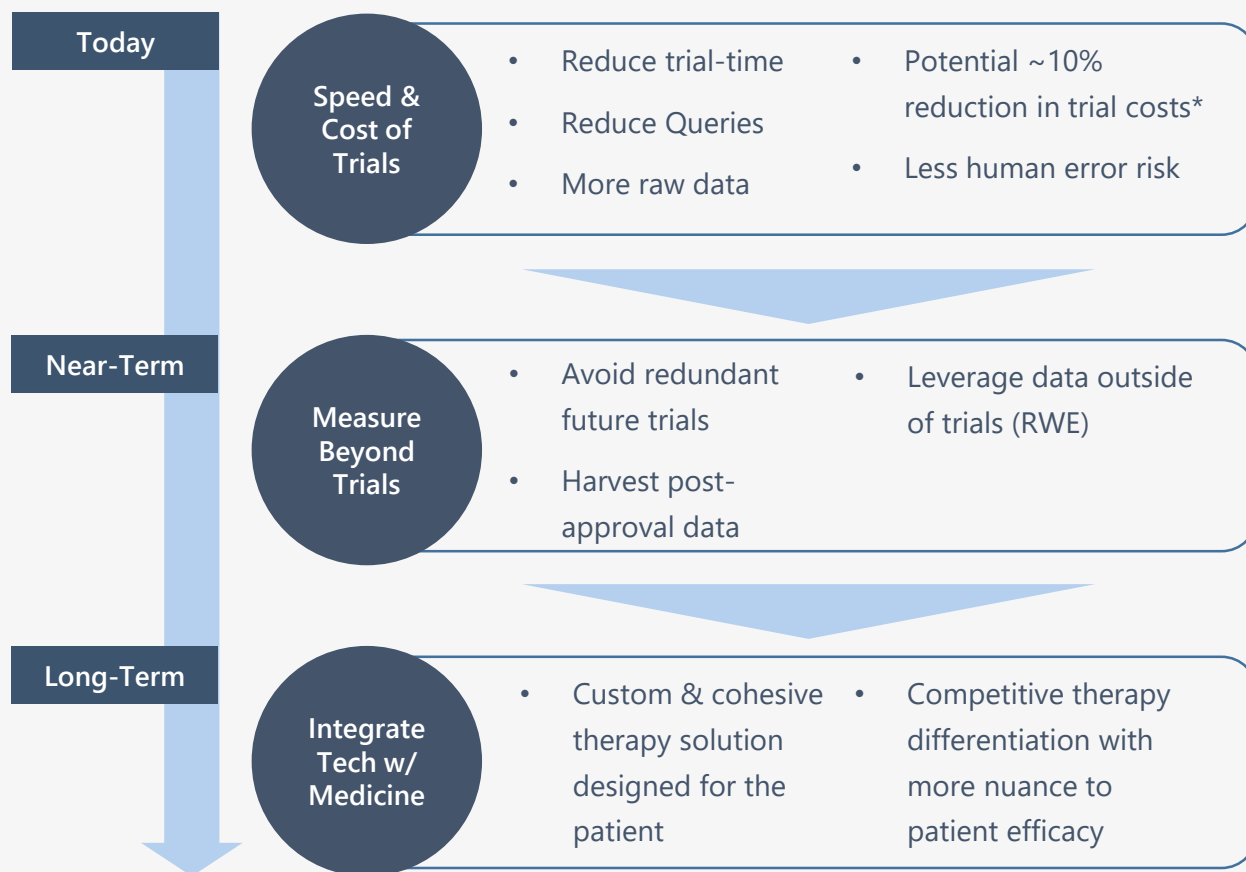 Today
Speed &
Cost of
Trials
• Reduce trial-time
• Reduce Queries
• More raw data
• Potential ~10%
reduction in trial costs*
• Less human error risk
Near-Term
Measure
Beyond
Trials
• Avoid redundant
future trials
• Harvest post-
approval data
• Leverage data outside
of trials (RWE)
Long-Term
Integrate
Tech w/
Medicine
• Custom & cohesive
therapy solution
designed for the
patient
• Competitive therapy
differentiation with
more nuance to
patient efficacy